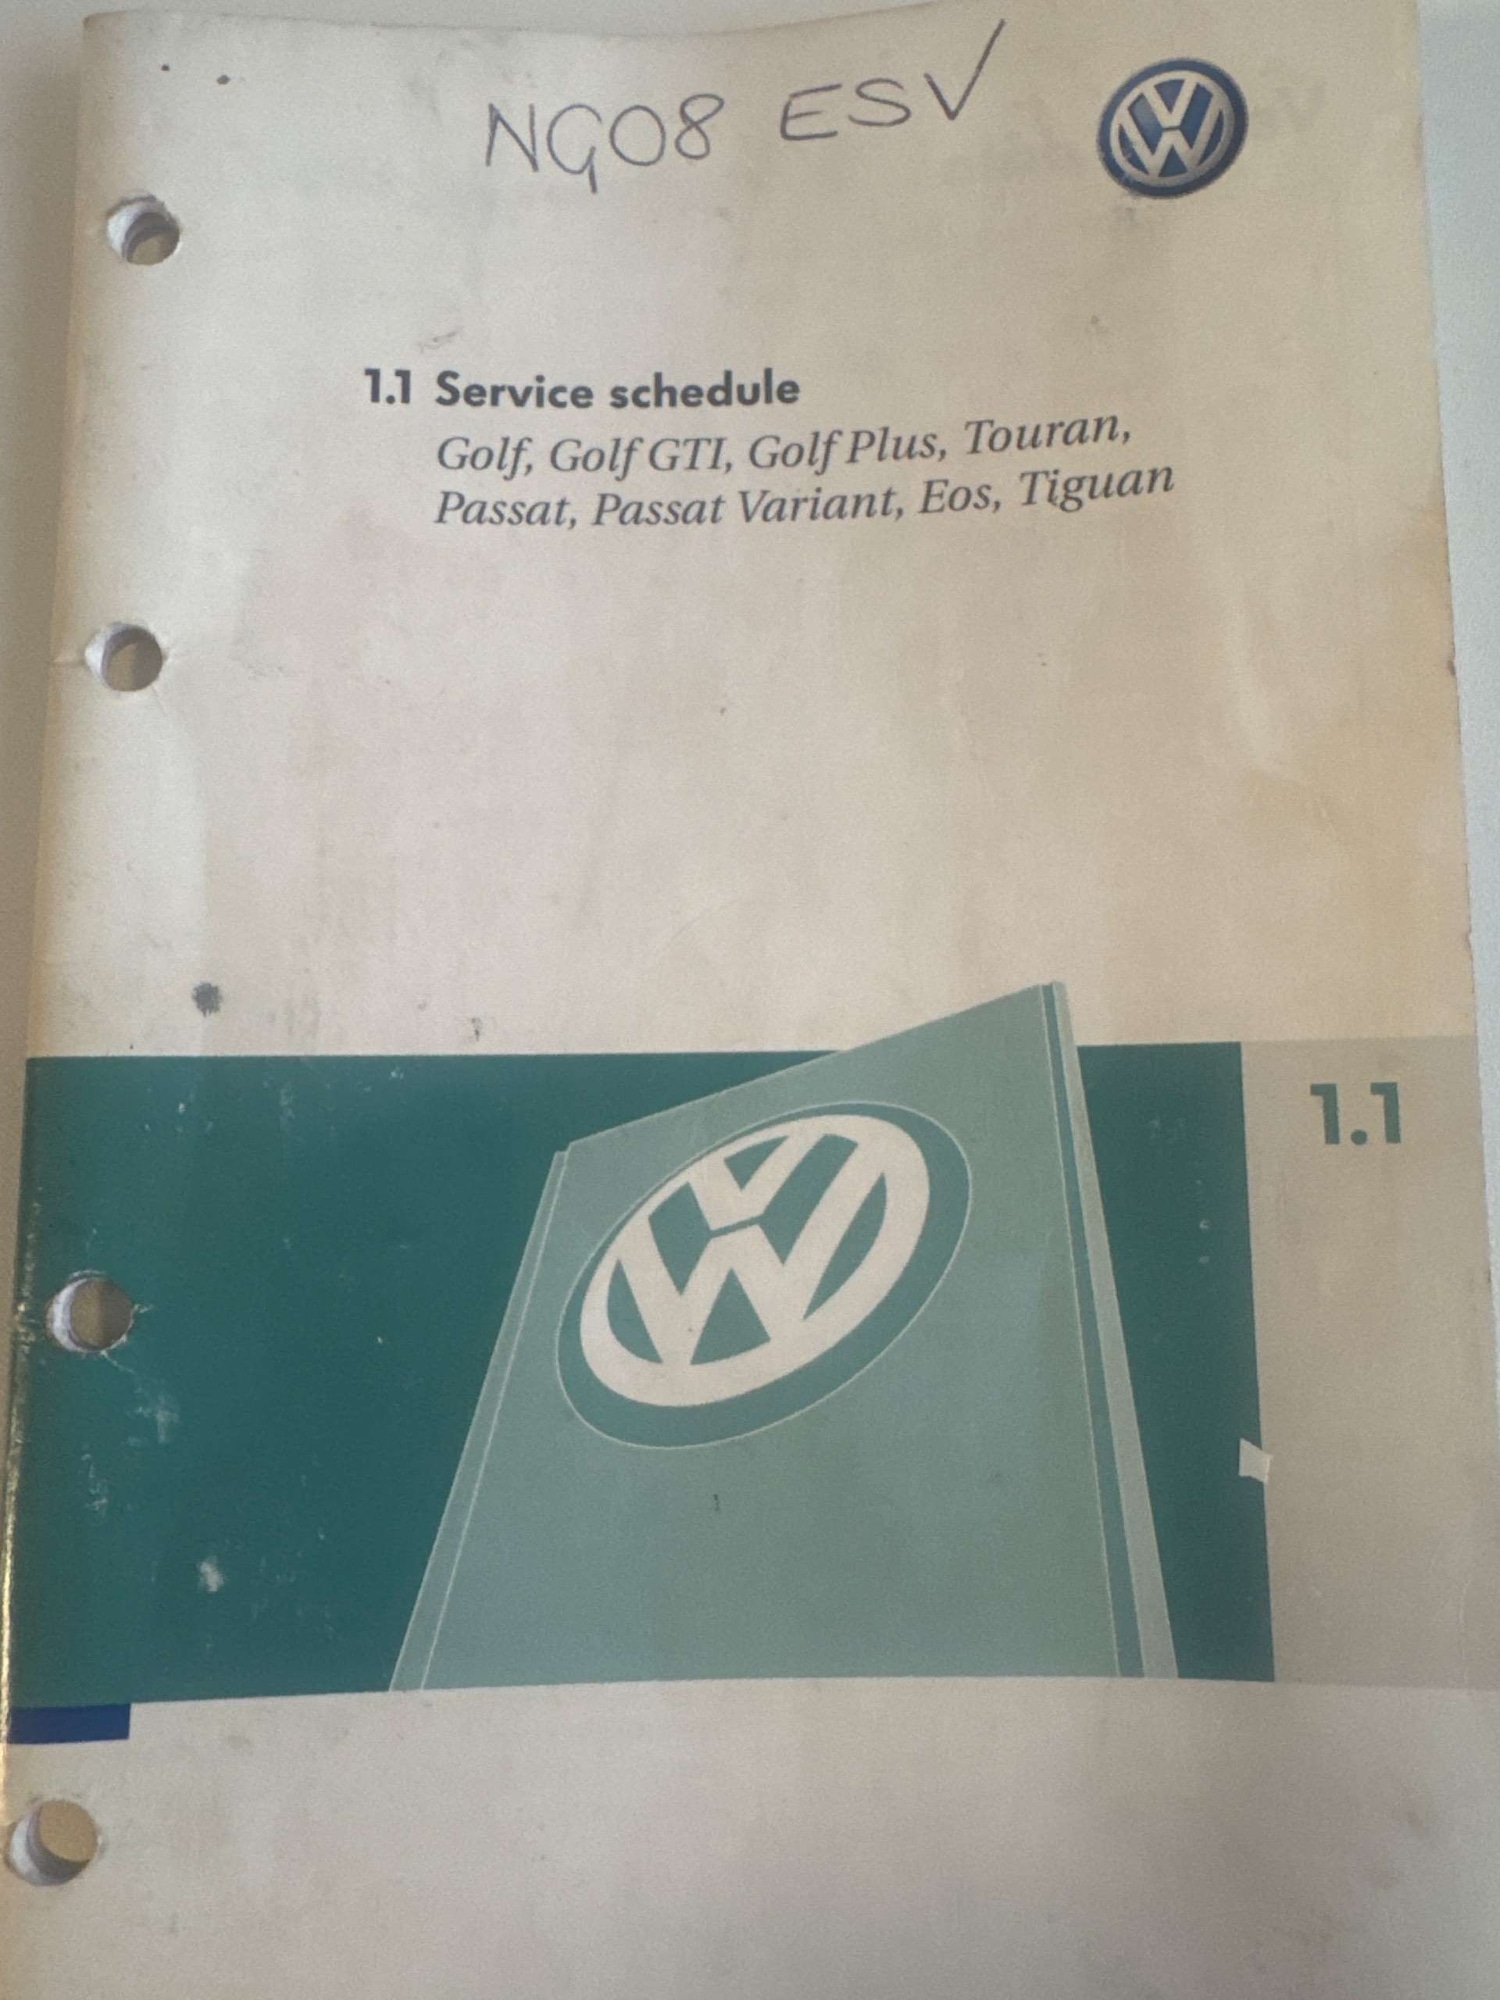 NG08 ESV
1.1 Service schedule
Golf, Golf GTI, Golf Plus, Touran,
Passat, Passat Variant, Eos, Tiguan
1.1